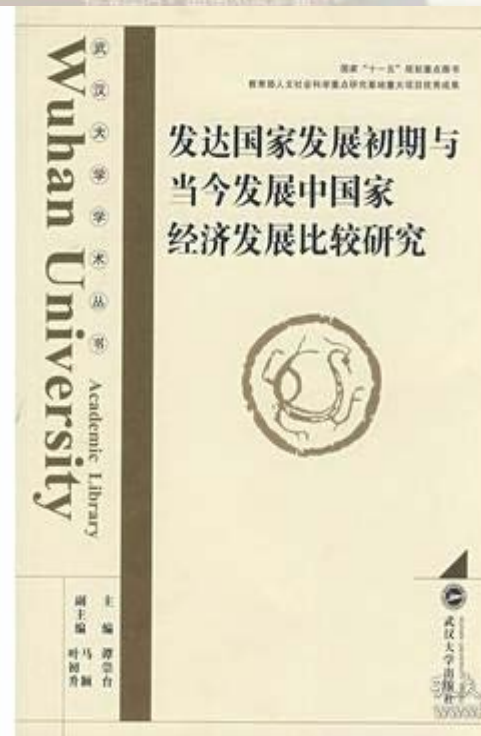 国家“十一五”规划重点图书
教育部人文社会科学重点研究基地重大项目优秀成果
发达国家发展初期与
当今发展中国家
经济发展比较研究
武汉大学学术丛书
Academic Library
Wuhan University
主编 谭崇台
副主编 马颖
叶初升
武汉大学出版社